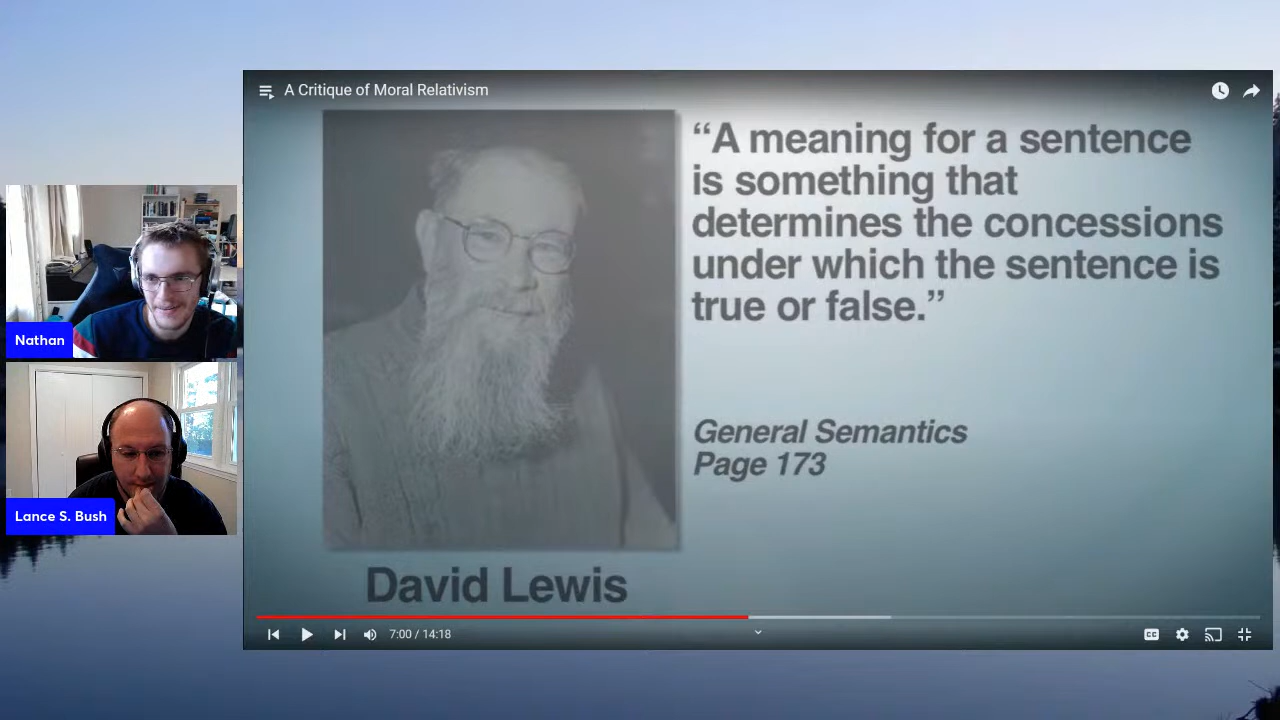 A Critique of Moral Relativism
“A meaning for a sentence
is something that
determines the concessions
under which the sentence is
true or false.”
General Semantics
Page 173
David Lewis
Nathan
Lance S. Bush
7:00 / 14:18
CC